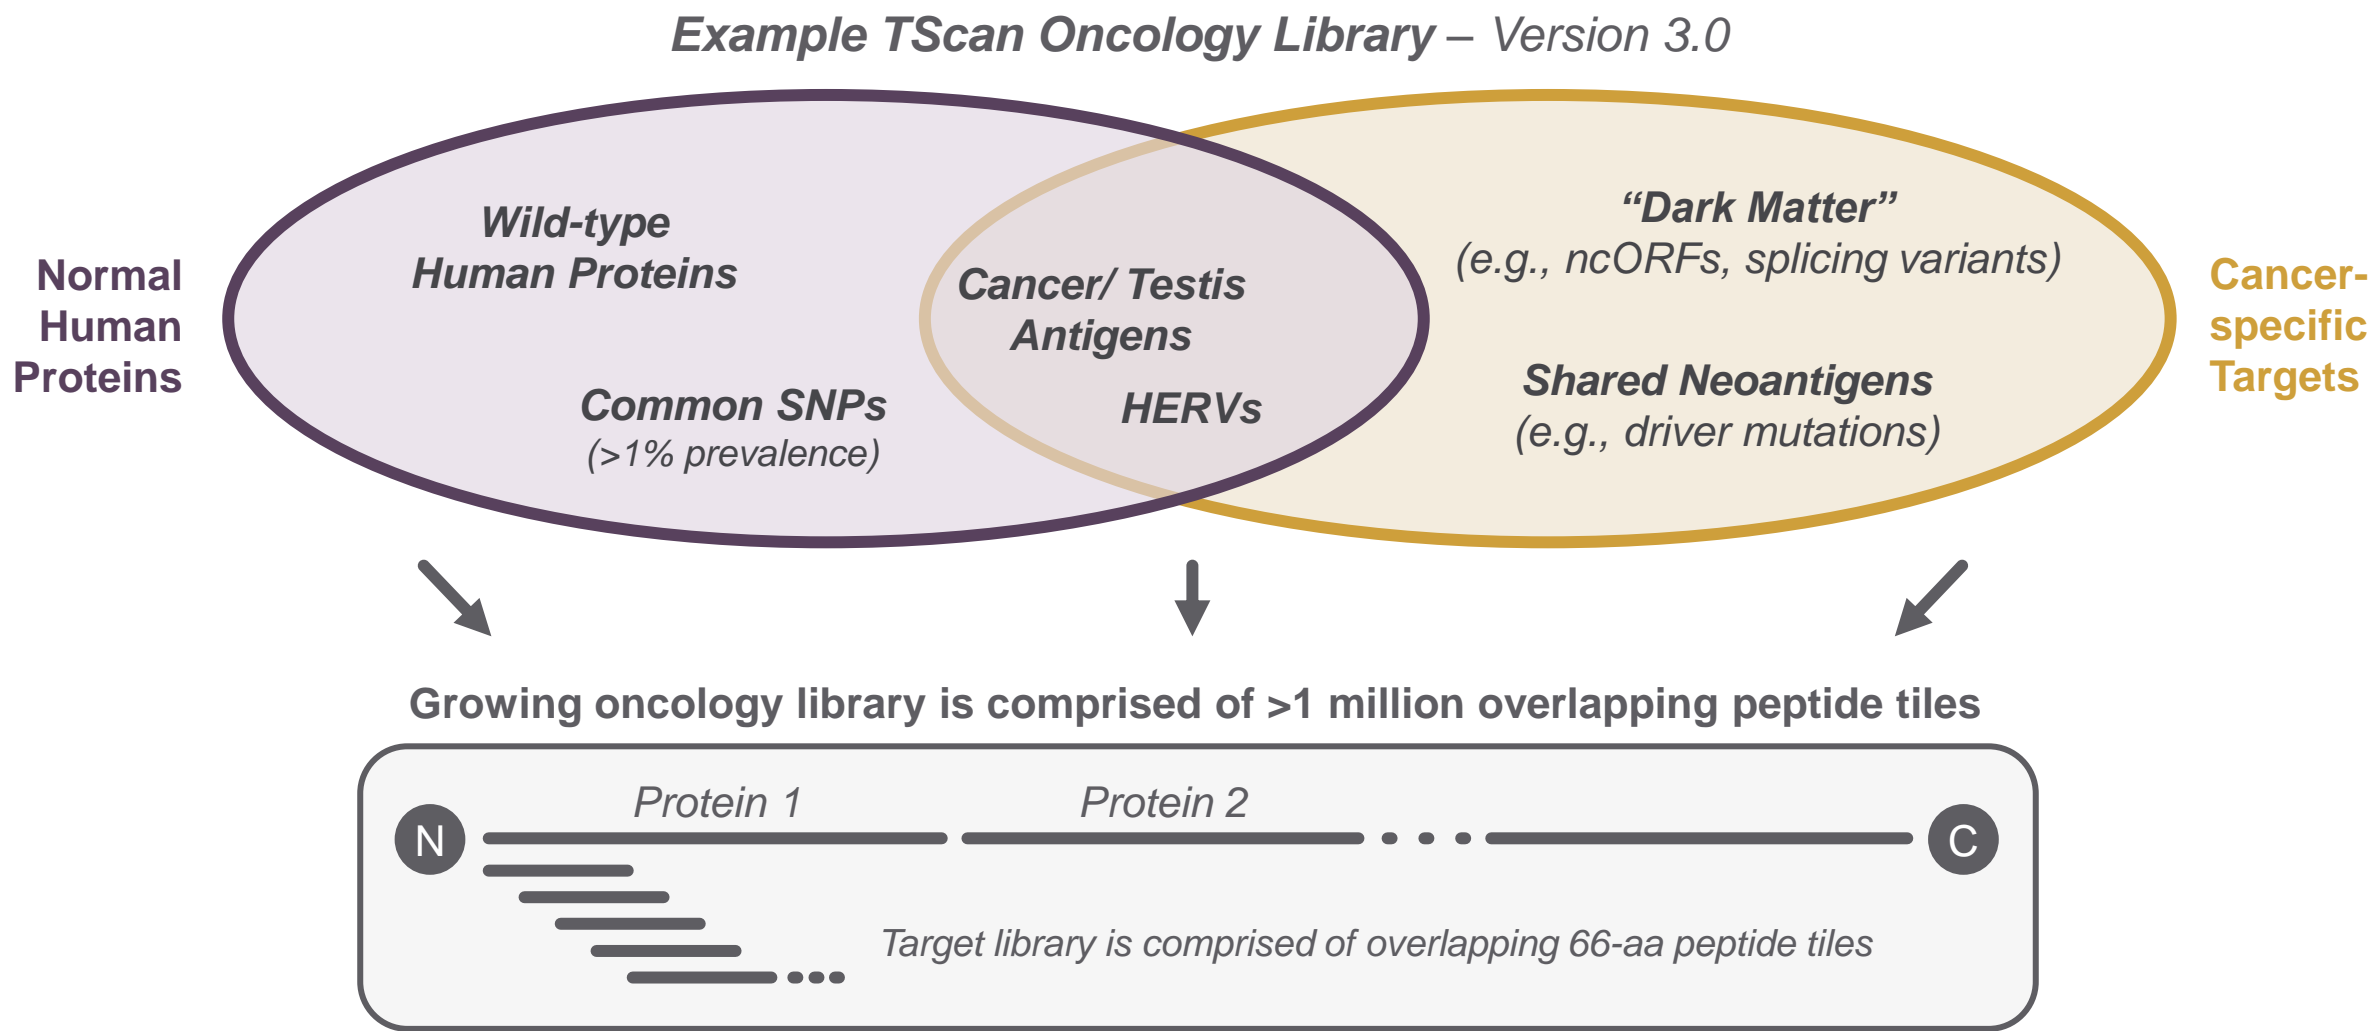 Example TScan Oncology Library – Version 3.0
Normal
Human
Proteins
Wild-type
Human Proteins
Common SNPs
(>1% prevalence)
Cancer/ Testis
Antigens
HERVs
“Dark Matter”
(e.g., ncORFs, splicing variants)
Shared Neoantigens
(e.g., driver mutations)
Cancer-
specific
Targets
Growing oncology library is comprised of >1 million overlapping peptide tiles
Protein 1
Protein 2
N
C
Target library is comprised of overlapping 66-aa peptide tiles